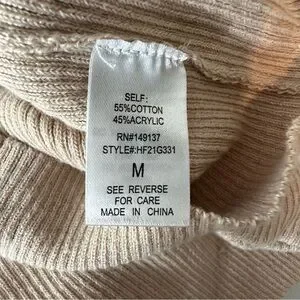 SELF:
55%COTTON
45%ACRYLIC
RN#149137
STYLE#:HF21G331
M
SEE REVERSE
FOR CARE
MADE IN CHINA